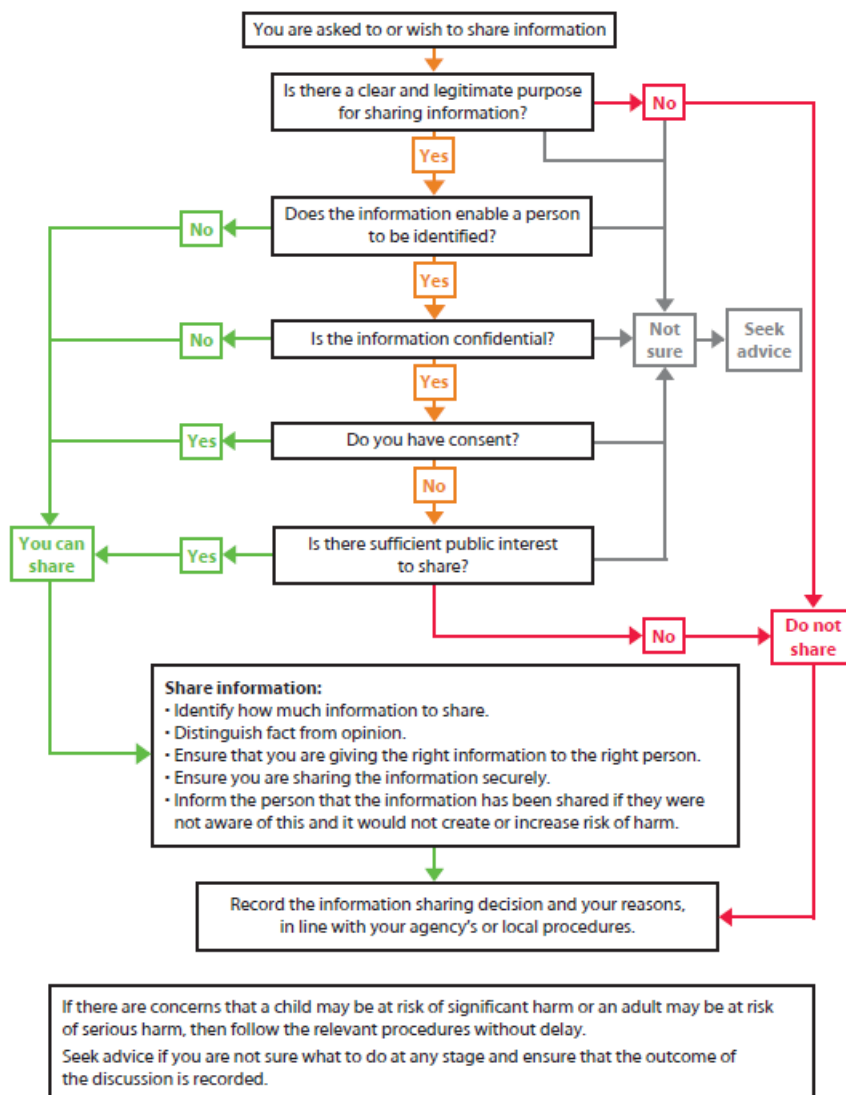 You are asked to or wish to share information
Is there a clear and legitimate purpose
for sharing information?
No
Yes
Does the information enable a person
to be identified?
No
Yes
Is the information confidential?
No
Not
sure
Seek
advice
Yes
Do you have consent?
Yes
No
Is there sufficient public interest
to share?
You can
share
Yes
No
Do not
share
Share information:
• Identify how much information to share.
• Distinguish fact from opinion.
• Ensure that you are giving the right information to the right person.
• Ensure you are sharing the information securely.
• Inform the person that the information has been shared if they were
not aware of this and it would not create or increase risk of harm.
Record the information sharing decision and your reasons,
in line with your agency's or local procedures.
If there are concerns that a child may be at risk of significant harm or an adult may be at risk
of serious harm, then follow the relevant procedures without delay.
Seek advice if you are not sure what to do at any stage and ensure that the outcome of
the discussion is recorded.